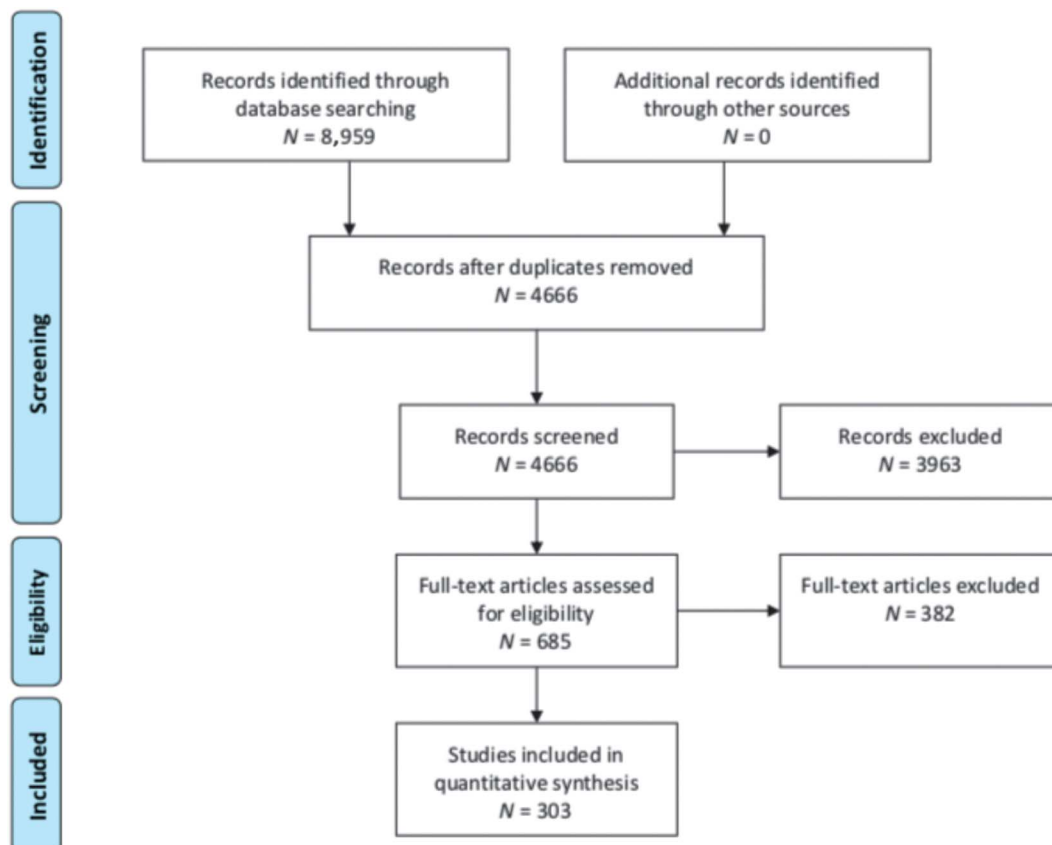 Identification
Records identified through
database searching
N = 8,959
Additional records identified
through other sources
N = 0
Screening
Records after duplicates removed
N = 4666
Records screened
N = 4666
Records excluded
N = 3963
Eligibility
Full-text articles assessed
for eligibility
N = 685
Full-text articles excluded
N = 382
Included
Studies included in
quantitative synthesis
N = 303